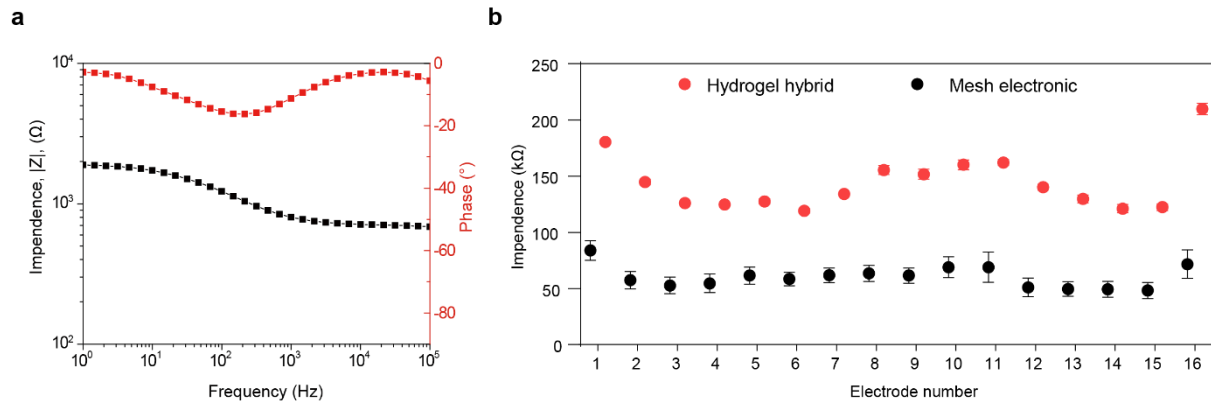 a
10⁴
10³
10²
Impendence, |Z|, (Ω)
10⁰ 10¹ 10² 10³ 10⁴ 10⁵
Frequency (Hz)
0
-20
-40
-60
-80
Phase (°)
b
Hydrogel hybrid Mesh electronic
250
200
150
100
50
0
Impendence (kΩ)
1 2 3 4 5 6 7 8 9 10 11 12 13 14 15 16
Electrode number